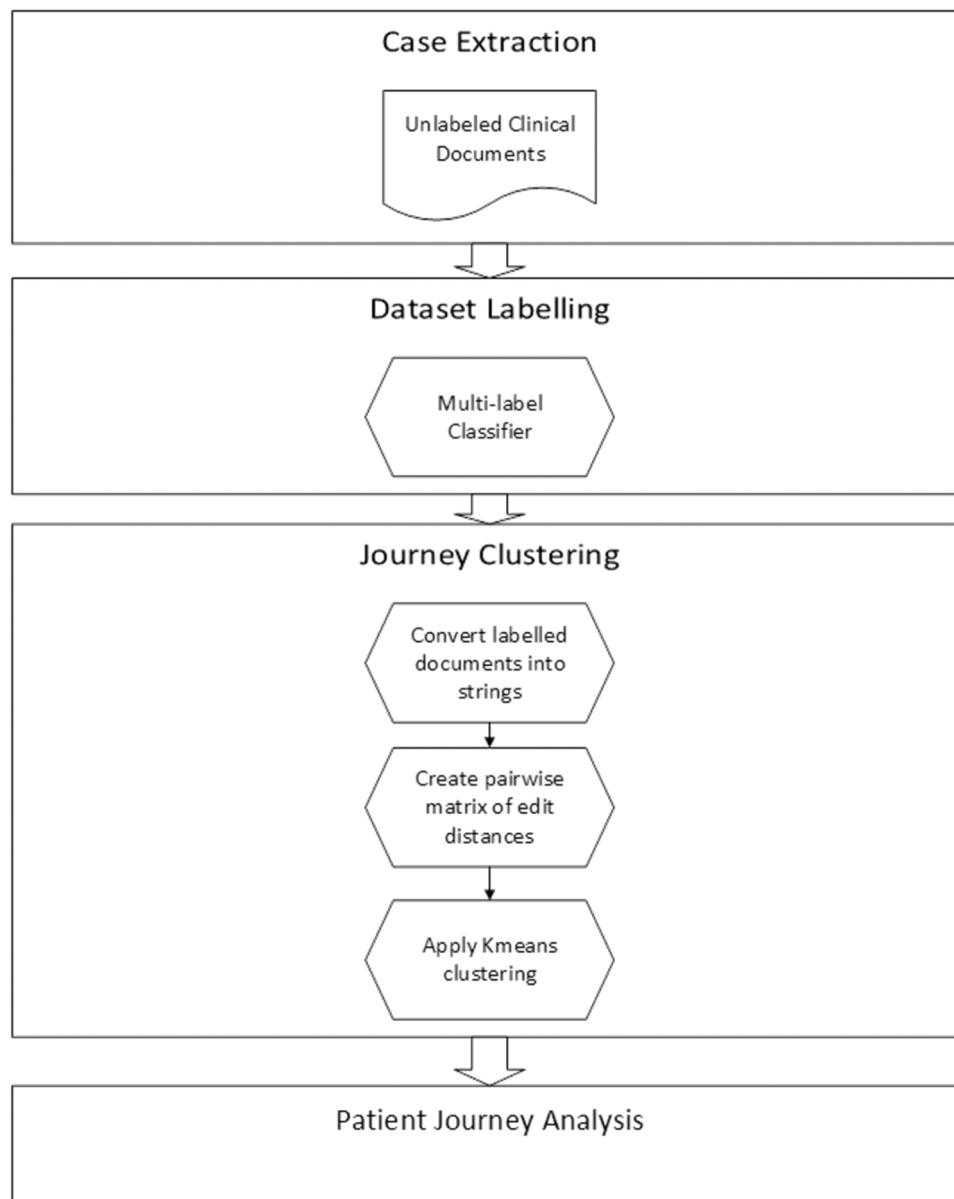 Case Extraction
Unlabeled Clinical
Documents
Dataset Labelling
Multi-label
Classifier
Journey Clustering
Convert labelled
documents into
strings
Create pairwise
matrix of edit
distances
Apply Kmeans
clustering
Patient Journey Analysis